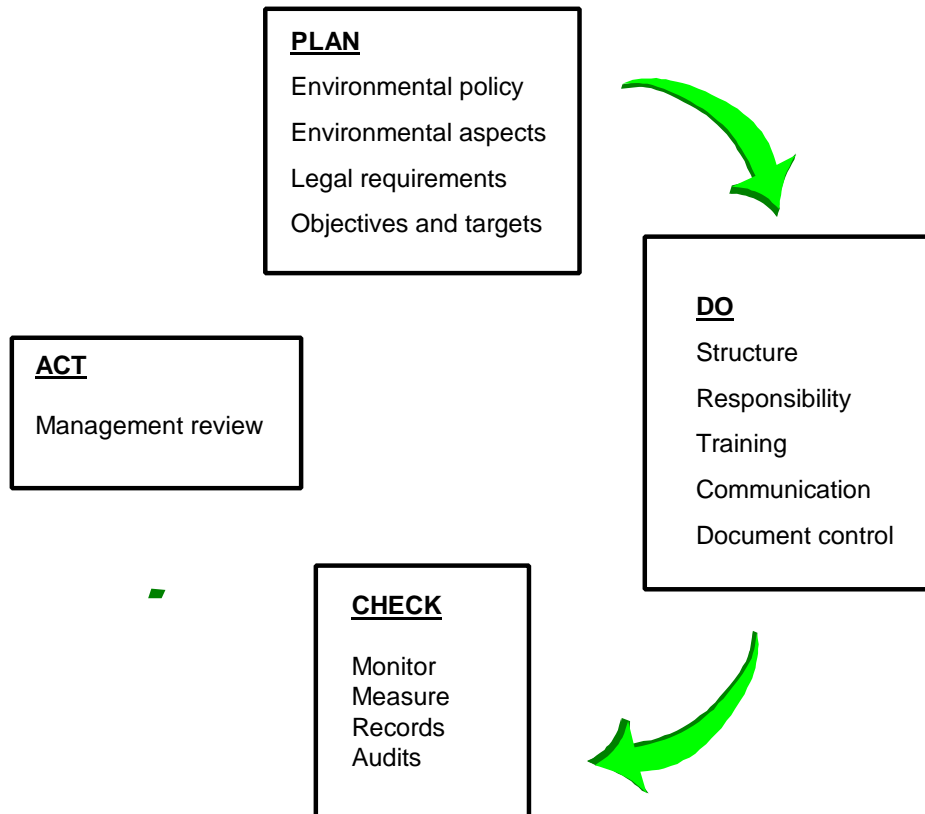 PLAN
Environmental policy
Environmental aspects
Legal requirements
Objectives and targets
DO
Structure
Responsibility
Training
Communication
Document control
CHECK
Monitor
Measure
Records
Audits
ACT
Management review